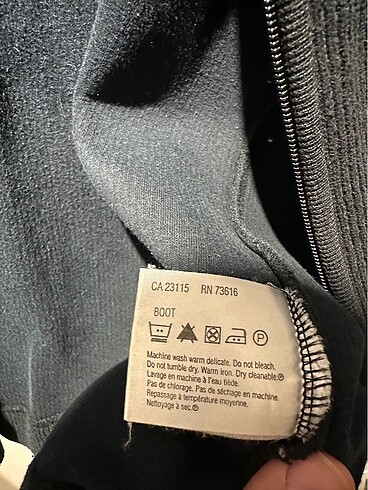 CA 23115 RN 73616
BOOT
P
Machine wash warm delicate. Do not bleach.
Do not tumble dry. Warm iron. Dry cleanable.Ⓟ
Lavage en machine à l'eau tiède.
Pas de chlorage. Pas de séchage en machine.
Repassage à température moyenne.
Nettoyage à sec.Ⓟ